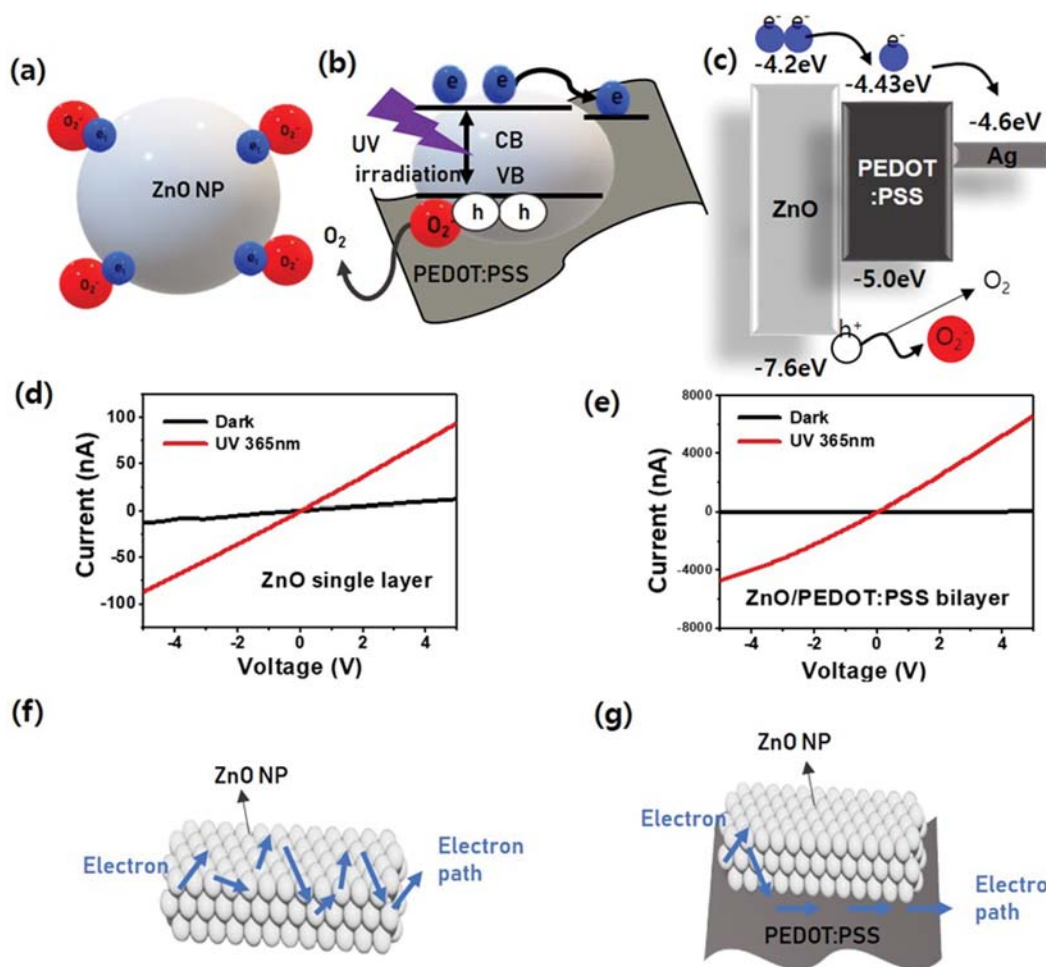 (a)
O₂⁻
e₁
e₁
O₂⁻
ZnO NP
O₂⁻
e₁
e₁
O₂⁻
(b)
e
e
e
UV
irradiation
CB
VB
h
h
O₂⁻
O₂
PEDOT:PSS
(c)
e⁻
e⁻
e⁻
-4.2eV
-4.43eV
-4.6eV
Ag
ZnO
PEDOT
:PSS
-5.0eV
O₂
h⁺
O₂⁻
-7.6eV
(d)
Current (nA)
100
50
0
-50
-100
Dark
UV 365nm
ZnO single layer
-4
-2
0
2
4
Voltage (V)
(e)
Current (nA)
8000
4000
0
-4000
-8000
Dark
UV 365nm
ZnO/PEDOT:PSS bilayer
-4
-2
0
2
4
Voltage (V)
(f)
ZnO NP
Electron
Electron
path
(g)
ZnO NP
Electron
Electro
path
PEDOT:PSS